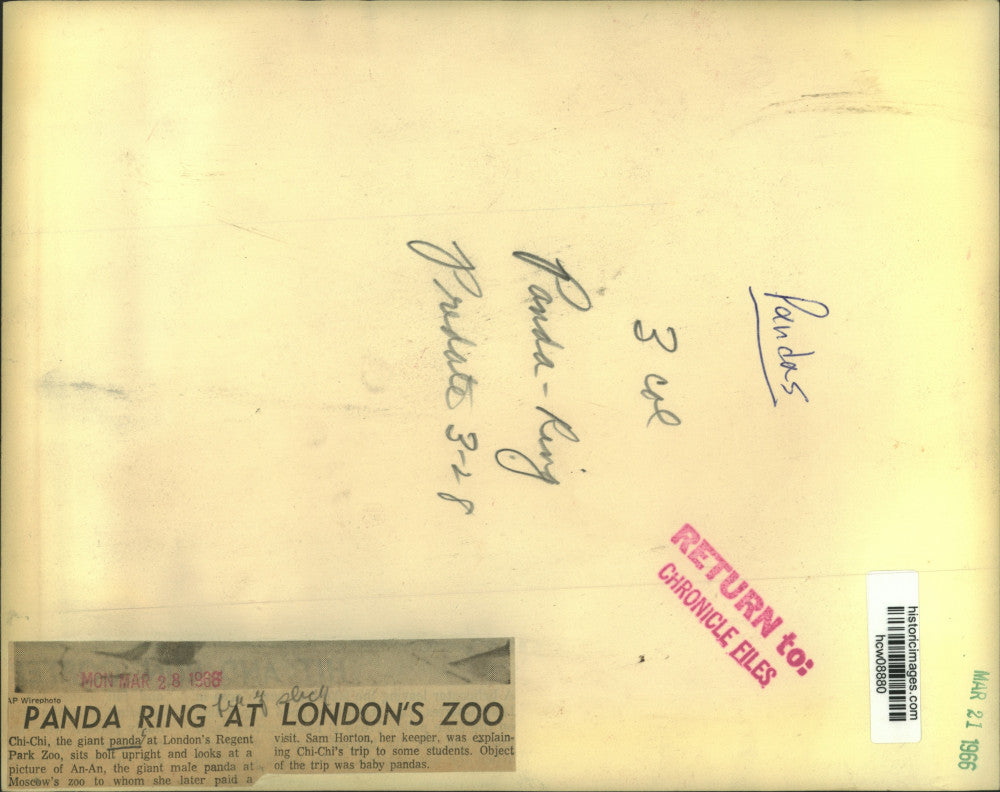 Pandas
3 col
Panda-Ring
Predate 3-28
RETURN to:
CHRONICLE FILES
historicimages.com
hcw08880
MAR 21 1966
MON MAR 28 1966
AP Wirephoto
PANDA RING AT LONDON'S ZOO
Chi-Chi, the giant panda at London's Regent
Park Zoo, sits bolt upright and looks at a
picture of An-An, the giant male panda at
Moscow's zoo to whom she later paid a
visit. Sam Horton, her keeper, was explain-
ing Chi-Chi's trip to some students. Object
of the trip was baby pandas.